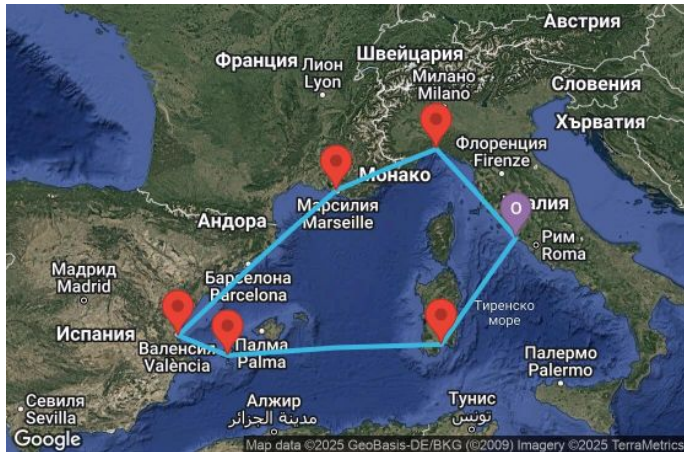 Австрия
Франция
Лион
Lyon
Швейцария
Милано
Milano
Словения
Хърватия
Флоренция
Firenze
Монако
Марсилия
Marseille
O
алия
Андора
Рим
Roma
Барселона
Barcelona
Мадрид
Madrid
Тиренско
море
Испания
Валенсия
València
Палма
Palma
Палермо
Palermo
Севиля
Sevilla
Алжир
مدينة الجزائر
Тунис
تونس
Google
Map data ©2025 GeoBasis-DE/BKG (©2009) Imagery ©2025 TerraMetrics